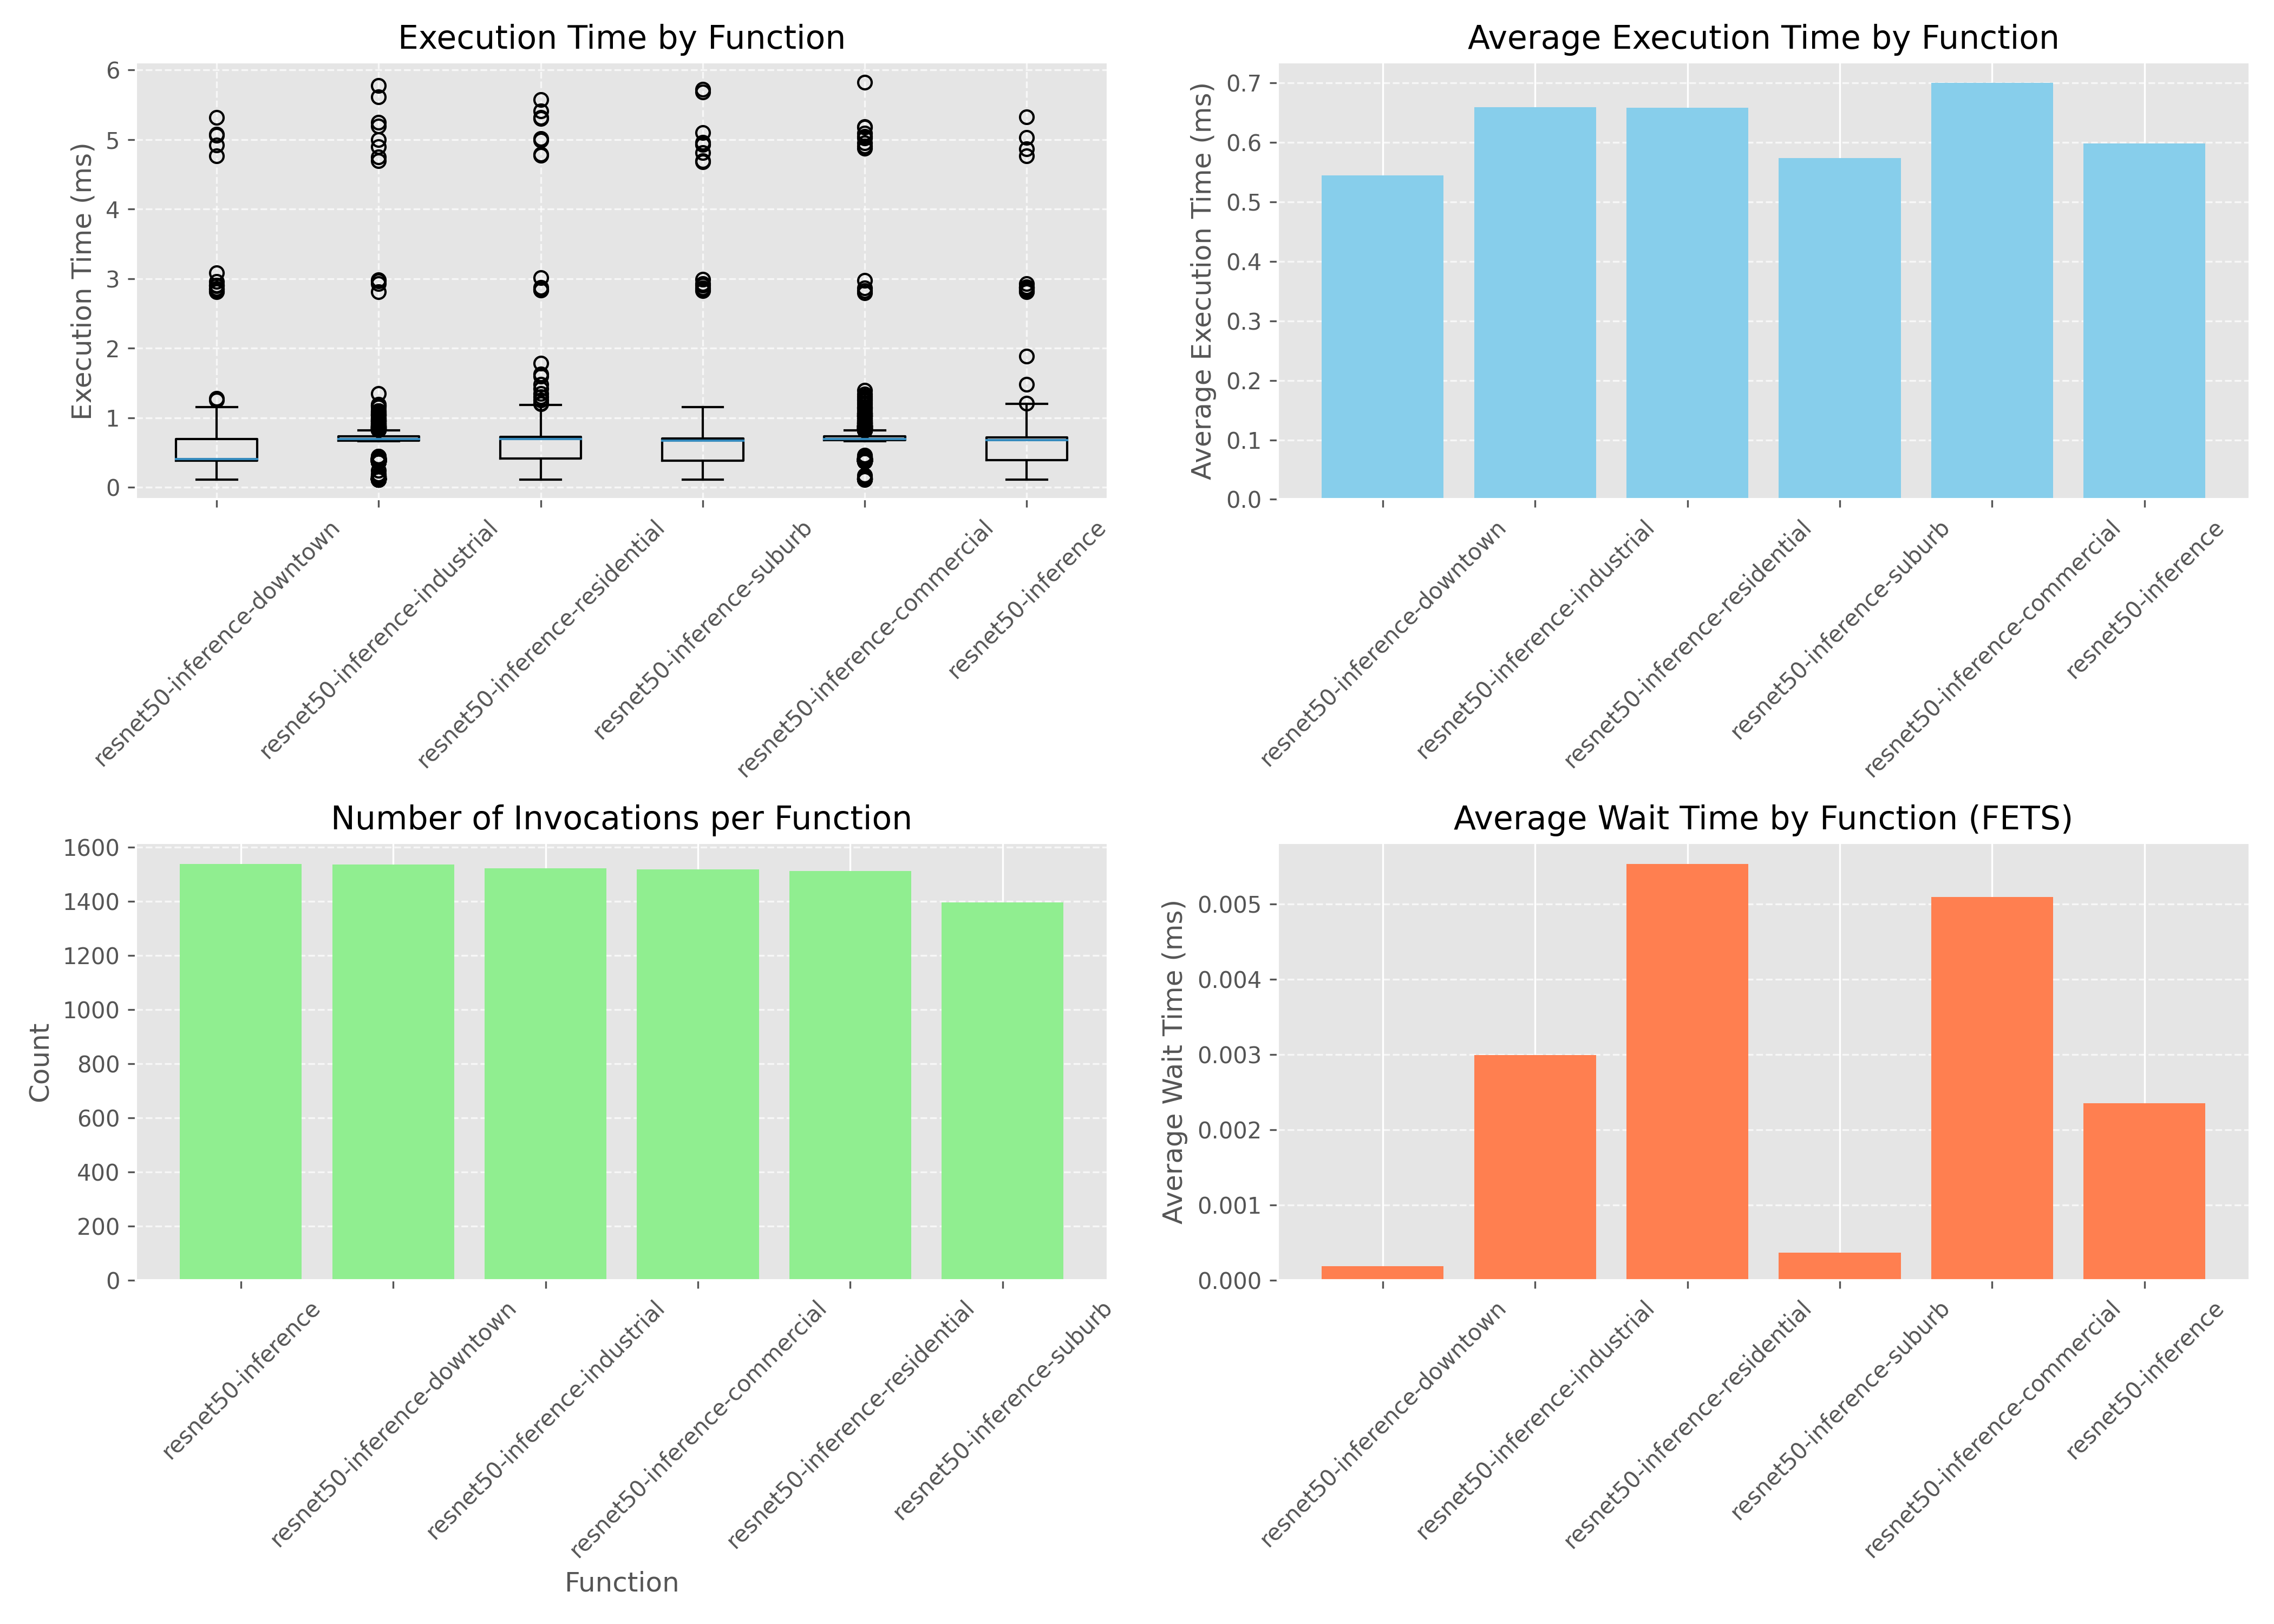 Execution Time by Function
Execution Time (ms)
6
5
4
3
2
1
0
resnet50-inference-downtown
resnet50-inference-industrial
resnet50-inference-residential
resnet50-inference-suburb
resnet50-inference-commercial
resnet50-inference
Average Execution Time by Function
Average Execution Time (ms)
0.7
0.6
0.5
0.4
0.3
0.2
0.1
0.0
resnet50-inference-downtown
resnet50-inference-industrial
resnet50-inference-residential
resnet50-inference-suburb
resnet50-inference-commercial
resnet50-inference
Number of Invocations per Function
Count
1600
1400
1200
1000
800
600
400
200
0
resnet50-inference
resnet50-inference-downtown
resnet50-inference-industrial
resnet50-inference-commercial
resnet50-inference-residential
resnet50-inference-suburb
Function
Average Wait Time by Function (FETS)
Average Wait Time (ms)
0.005
0.004
0.003
0.002
0.001
0.000
resnet50-inference-downtown
resnet50-inference-industrial
resnet50-inference-residential
resnet50-inference-suburb
resnet50-inference-commercial
resnet50-inference